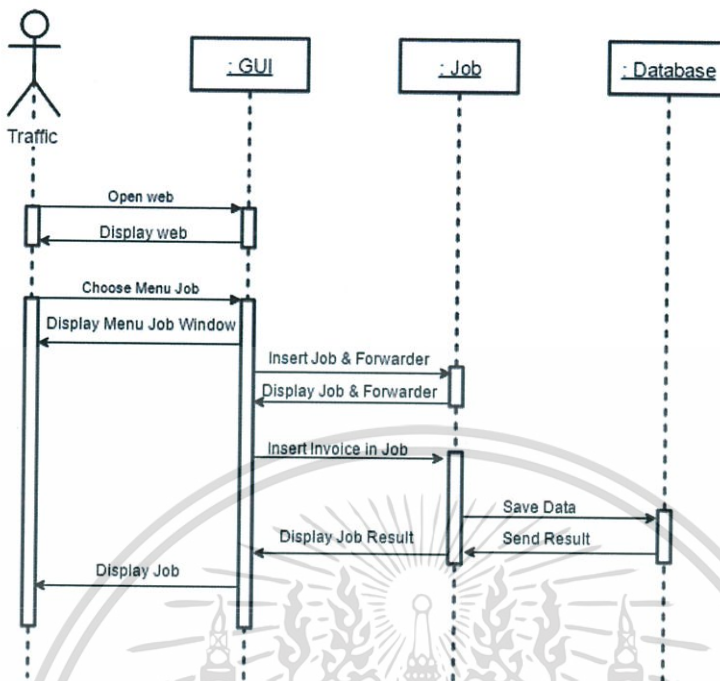 : GUI
: Job
: Database
Traffic
Open web
Display web
Choose Menu Job
Display Menu Job Window
Insert Job & Forwarder
Display Job & Forwarder
Insert Invoice in Job
Save Data
Display Job Result
Send Result
Display Job